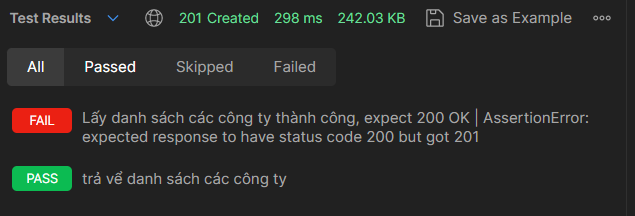 Test Results 201 Created 298 ms 242.03 KB Save as Example
All Passed Skipped Failed
FAIL Lấy danh sách các công ty thành công, expect 200 OK | AssertionError:
expected response to have status code 200 but got 201
PASS trả vể danh sách các công ty